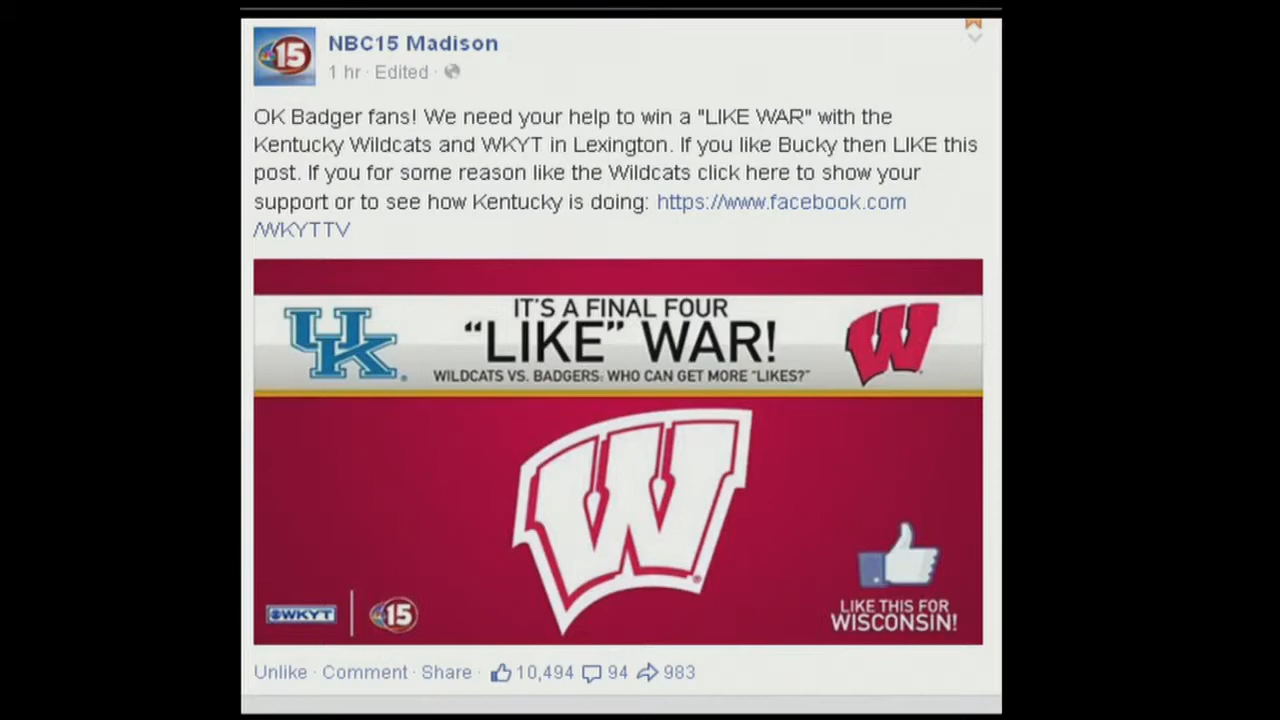 15
NBC15 Madison
1 hr · Edited ·
OK Badger fans! We need your help to win a "LIKE WAR" with the
Kentucky Wildcats and WKYT in Lexington. If you like Bucky then LIKE this
post. If you for some reason like the Wildcats click here to show your
support or to see how Kentucky is doing: https://www.facebook.com
/WKYTTV
UK
IT'S A FINAL FOUR
"LIKE" WAR!
WILDCATS VS. BADGERS: WHO CAN GET MORE "LIKES?"
W
W
WKYT
15
LIKE THIS FOR
WISCONSIN!
Unlike · Comment · Share · 10,494 94 983